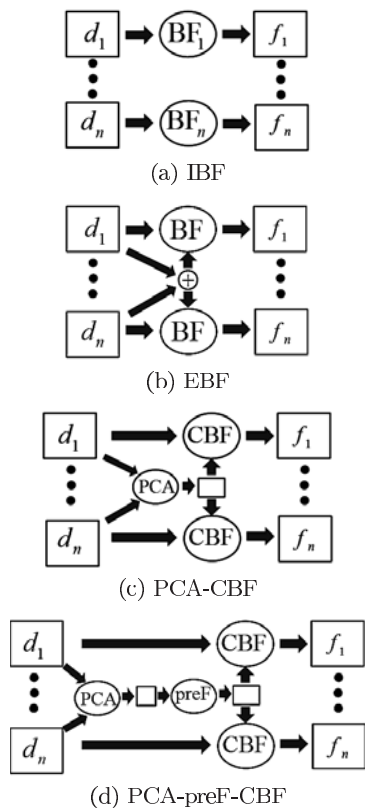 d₁ BF₁ f₁
dₙ BFₙ fₙ
(a) IBF
d₁ BF f₁
+
dₙ BF fₙ
(b) EBF
d₁ CBF f₁
PCA
dₙ CBF fₙ
(c) PCA-CBF
d₁ CBF f₁
PCA preF
dₙ CBF fₙ
(d) PCA-preF-CBF